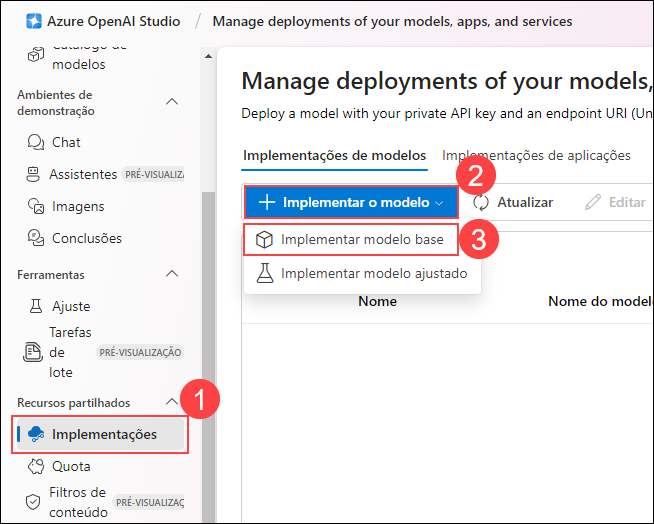 Azure OpenAI Studio / Manage deployments of your models, apps, and services
Catálogo de
modelos
Ambientes de
demonstração
Chat
Assistentes PRÉ-VISUALIZA
Imagens
Conclusões
Ferramentas
Ajuste
Tarefas
de
lote
PRÉ-VISUALIZAÇÃO
Recursos partilhados
1
Implementações
Quota
Filtros de
conteúdo
PRÉ-VISUALIZA
Manage deployments of your models,
Deploy a model with your private API key and an endpoint URI (Un
Implementações de modelos Implementações de aplicações
2
Implementar o modelo Atualizar Editar
Implementar modelo base
3
Implementar modelo ajustado
Nome Nome do model